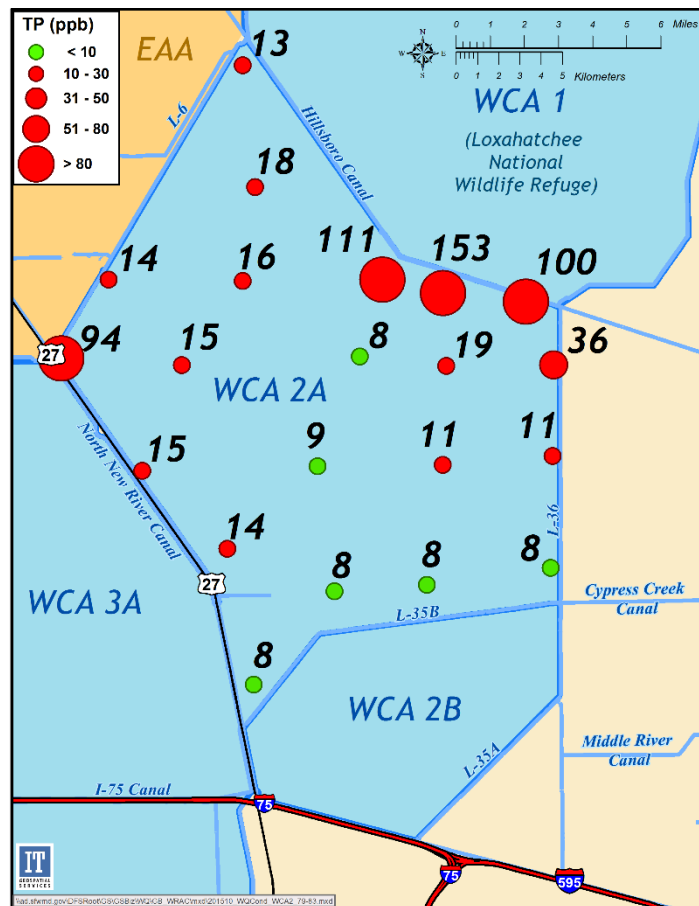 TP (ppb)
< 10
10 - 30
31 - 50
51 - 80
> 80
EAA
13
N
W
E
S
0 1 2 3 4 5 6 Miles
0 1 2 3 4 5
Kilometers
L-6
Hillsboro Canal
WCA 1
(Loxahatchee
National
Wildlife Refuge)
18
14
16
111
153
100
94
27
15
8
19
36
WCA 2A
15
9
11
11
North New River Canal
14
L-36
27
8
8
8
WCA 3A
L-35B
Cypress Creek
Canal
8
WCA 2B
L-35A
Middle River
Canal
I-75 Canal
75
75
595
IT
GEOSPATIAL
SERVICES